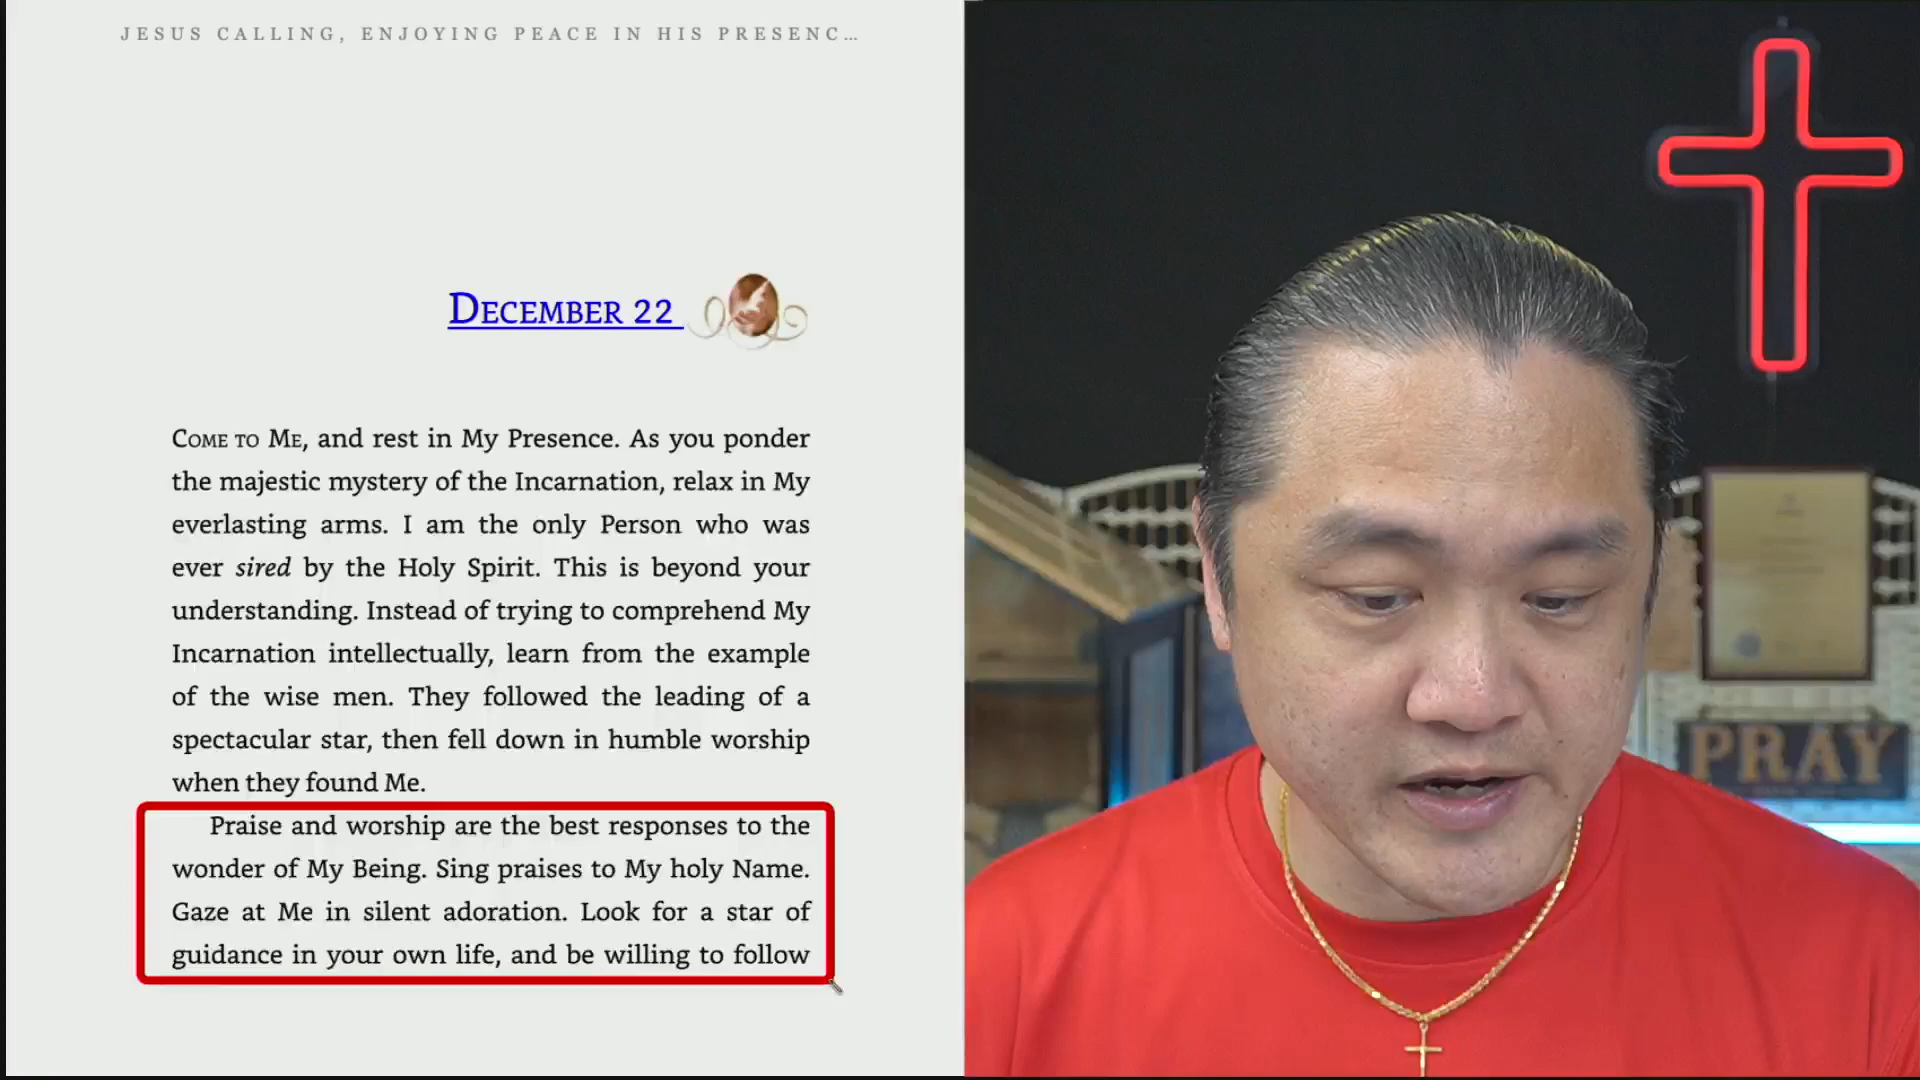 JESUS CALLING, ENJOYING PEACE IN HIS PRESENC…
DECEMBER 22
COME TO ME, and rest in My Presence. As you ponder
the majestic mystery of the Incarnation, relax in My
everlasting arms. I am the only Person who was
ever sired by the Holy Spirit. This is beyond your
understanding. Instead of trying to comprehend My
Incarnation intellectually, learn from the example
of the wise men. They followed the leading of a
spectacular star, then fell down in humble worship
when they found Me.
Praise and worship are the best responses to the
wonder of My Being. Sing praises to My holy Name.
Gaze at Me in silent adoration. Look for a star of
guidance in your own life, and be willing to follow
PRAY